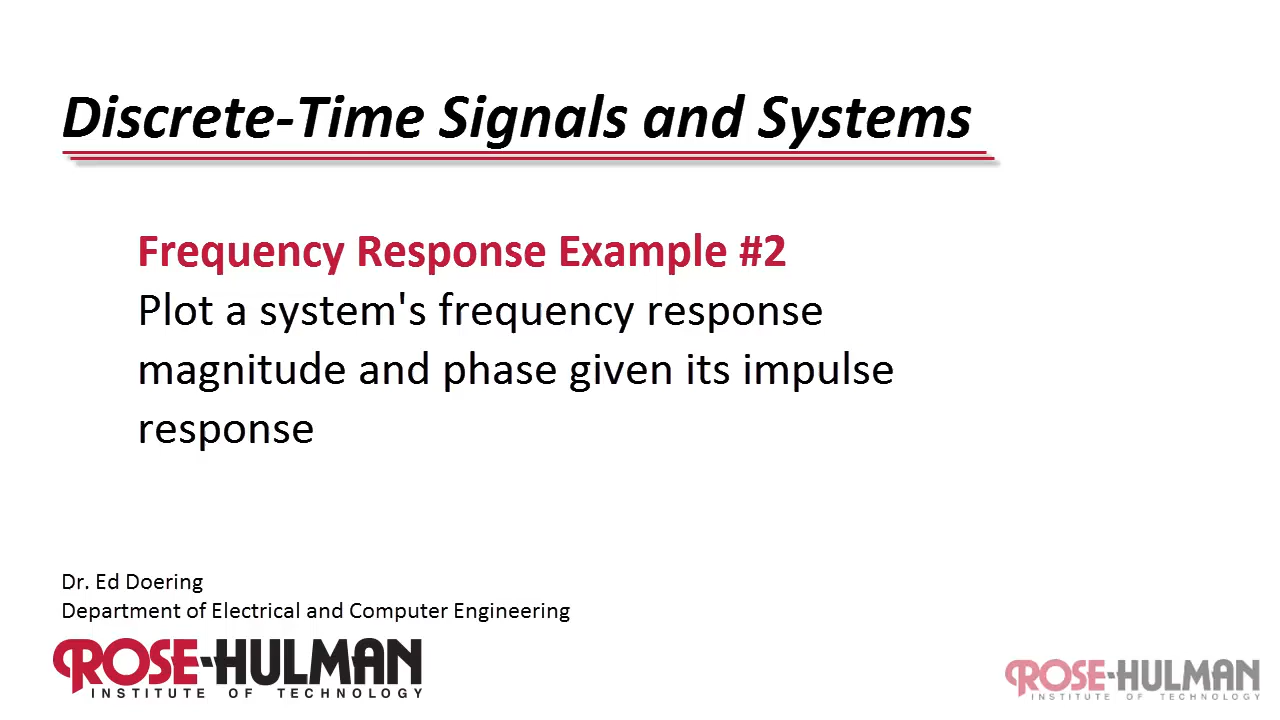 Discrete-Time Signals and Systems
Frequency Response Example #2
Plot a system's frequency response
magnitude and phase given its impulse
response
Dr. Ed Doering
Department of Electrical and Computer Engineering
ROSE-HULMAN
INSTITUTE OF TECHNOLOGY
ROSE-HULMAN
INSTITUTE OF TECHNOLOGY